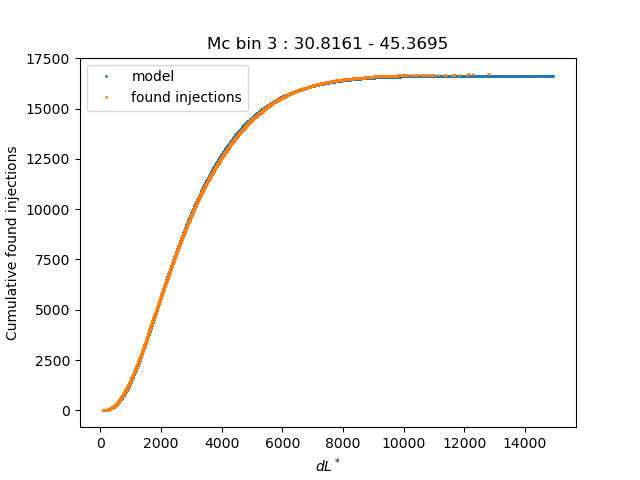 Mc bin 3 : 30.8161 - 45.3695
model
found injections
Cumulative found injections
17500
15000
12500
10000
7500
5000
2500
0
0 2000 4000 6000 8000 10000 12000 14000
dL*